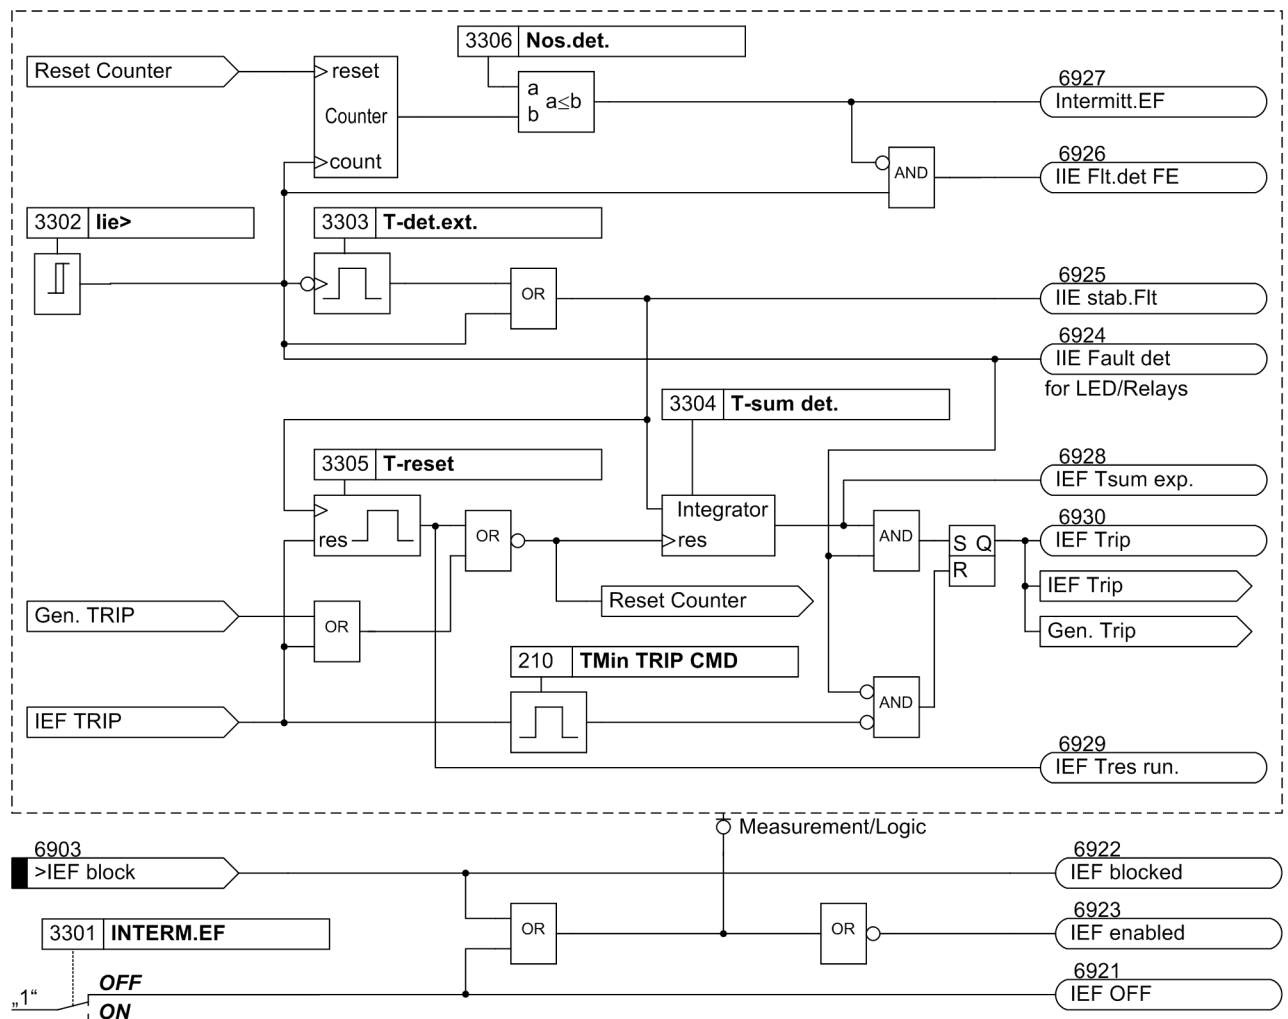 3306 Nos.det.
Reset Counter
reset
Counter
count
a
b
a≤b
6927
Intermitt.EF
AND
6926
IIE Flt.det FE
3302 Iie>
3303 T-det.ext.
OR
6925
IIE stab.Flt
6924
IIE Fault det
for LED/Relays
3304 T-sum det.
3305 T-reset
res
OR
Integrator
res
6928
IEF Tsum exp.
AND
S Q
R
6930
IEF Trip
IEF Trip
Gen. Trip
Reset Counter
Gen. TRIP
OR
210 TMin TRIP CMD
AND
IEF TRIP
6929
IEF Tres run.
Measurement/Logic
6903
>IEF block
6922
IEF blocked
3301 INTERM.EF
OR
OR
6923
IEF enabled
„1“
OFF
ON
6921
IEF OFF